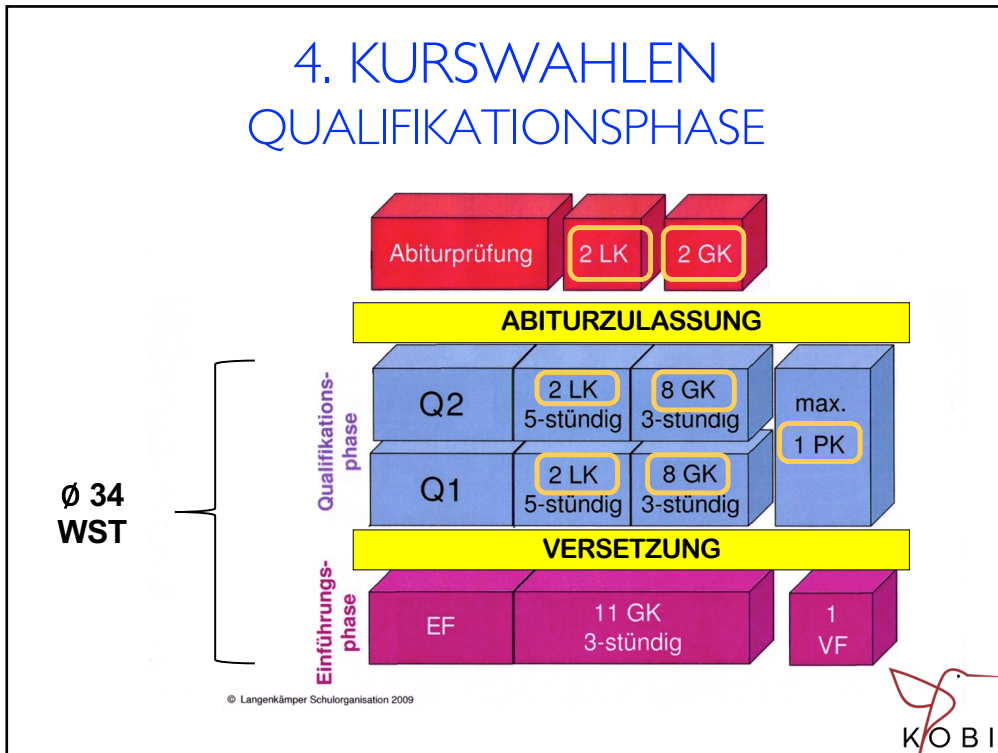 4. KURSWAHLEN
QUALIFIKATIONSPHASE
Abiturprüfung
2 LK
2 GK
ABITURZULASSUNG
Qualifikations-
phase
Q2
2 LK
5-stündig
8 GK
3-stündig
max.
1 PK
Q1
2 LK
5-stündig
8 GK
3-stündig
Ø 34
WST
VERSETZUNG
Einführungs-
phase
EF
11 GK
3-stündig
1
VF
© Langenkämper Schulorganisation 2009
KOBI